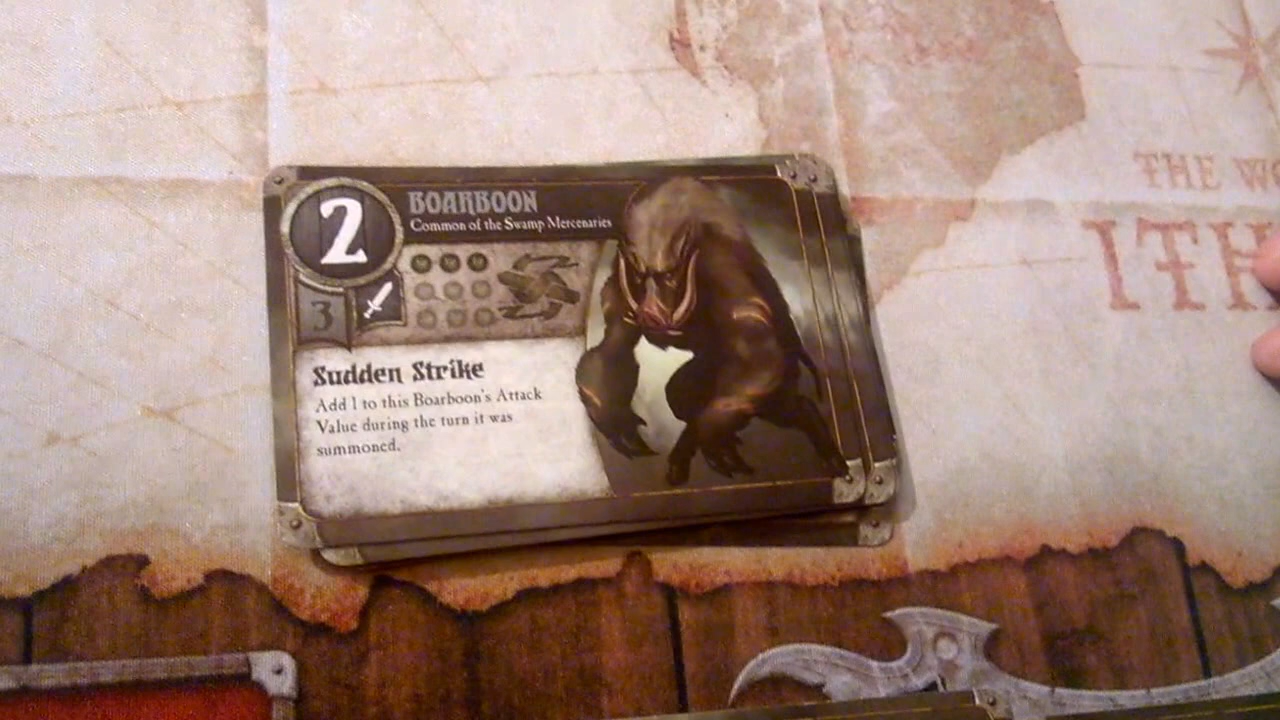 2
BOARBOON
Common of the Swamp Mercenaries
3
Sudden Strike
Add 1 to this Boarboon's Attack
Value during the turn it was
summoned.
THE
ITH